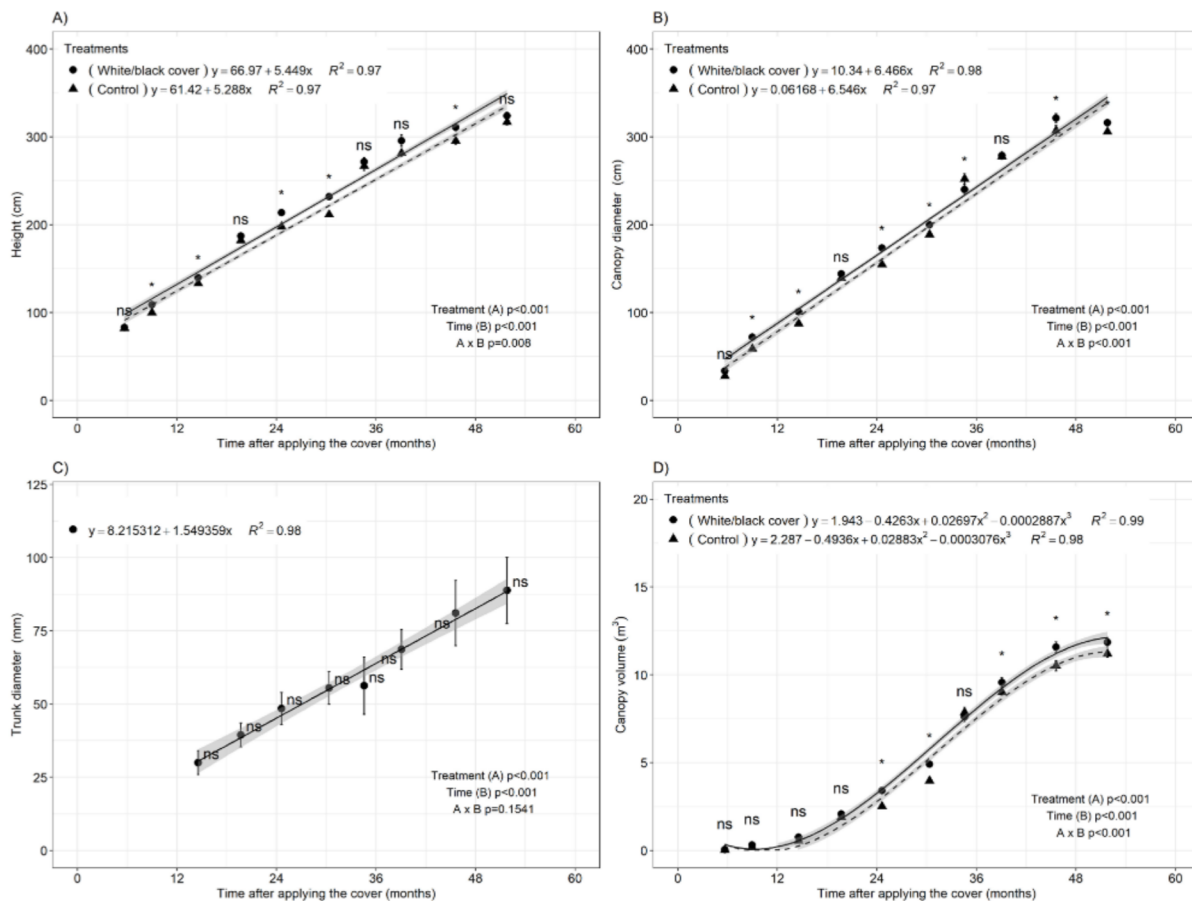 A)
400
300
200
100
0
Height (cm)
Treatments
( White/black cover ) y = 66.97 + 5.449x R² = 0.97
( Control ) y = 61.42 + 5.288x R² = 0.97
ns * * ns * * ns ns * ns
Treatment (A) p<0.001
Time (B) p<0.001
A x B p=0.008
0 12 24 36 48 60
Time after applying the cover (months)
B)
400
300
200
100
0
Canopy diameter (cm)
Treatments
( White/black cover ) y = 10.34 + 6.466x R² = 0.98
( Control ) y = 0.06168 + 6.546x R² = 0.97
ns * * ns * * * ns * *
Treatment (A) p<0.001
Time (B) p<0.001
A x B p<0.001
0 12 24 36 48 60
Time after applying the cover (months)
C)
125
100
75
50
25
0
Trunk diameter (mm)
y = 8.215312 + 1.549359x R² = 0.98
ns ns ns ns ns ns ns ns
Treatment (A) p<0.001
Time (B) p<0.001
A x B p=0.1541
0 12 24 36 48 60
Time after applying the cover (months)
D)
20
15
10
5
0
Canopy volume (m³)
Treatments
( White/black cover ) y = 1.943 − 0.4263x + 0.02697x² − 0.0002887x³ R² = 0.99
( Control ) y = 2.287 − 0.4936x + 0.02883x² − 0.0003076x³ R² = 0.98
ns ns ns ns * * ns * * *
Treatment (A) p<0.001
Time (B) p<0.001
A x B p<0.001
0 12 24 36 48 60
Time after applying the cover (months)